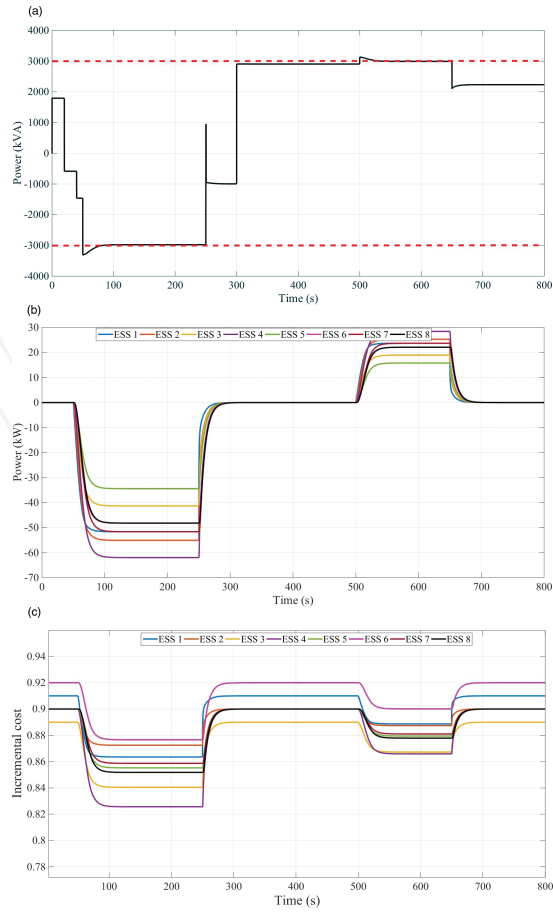 (a)
4000
3000
2000
1000
0
-1000
-2000
-3000
-4000
Power (kVA)
0 100 200 300 400 500 600 700 800
Time (s)
(b)
ESS 1 ESS 2 ESS 3 ESS 4 ESS 5 ESS 6 ESS 7 ESS 8
30
20
10
0
-10
-20
-30
-40
-50
-60
-70
Power (kW)
0 100 200 300 400 500 600 700 800
Time (s)
(c)
ESS 1 ESS 2 ESS 3 ESS 4 ESS 5 ESS 6 ESS 7 ESS 8
0.94
0.92
0.9
0.88
0.86
0.84
0.82
0.8
0.78
Incremental cost
100 200 300 400 500 600 700 800
Time (s)